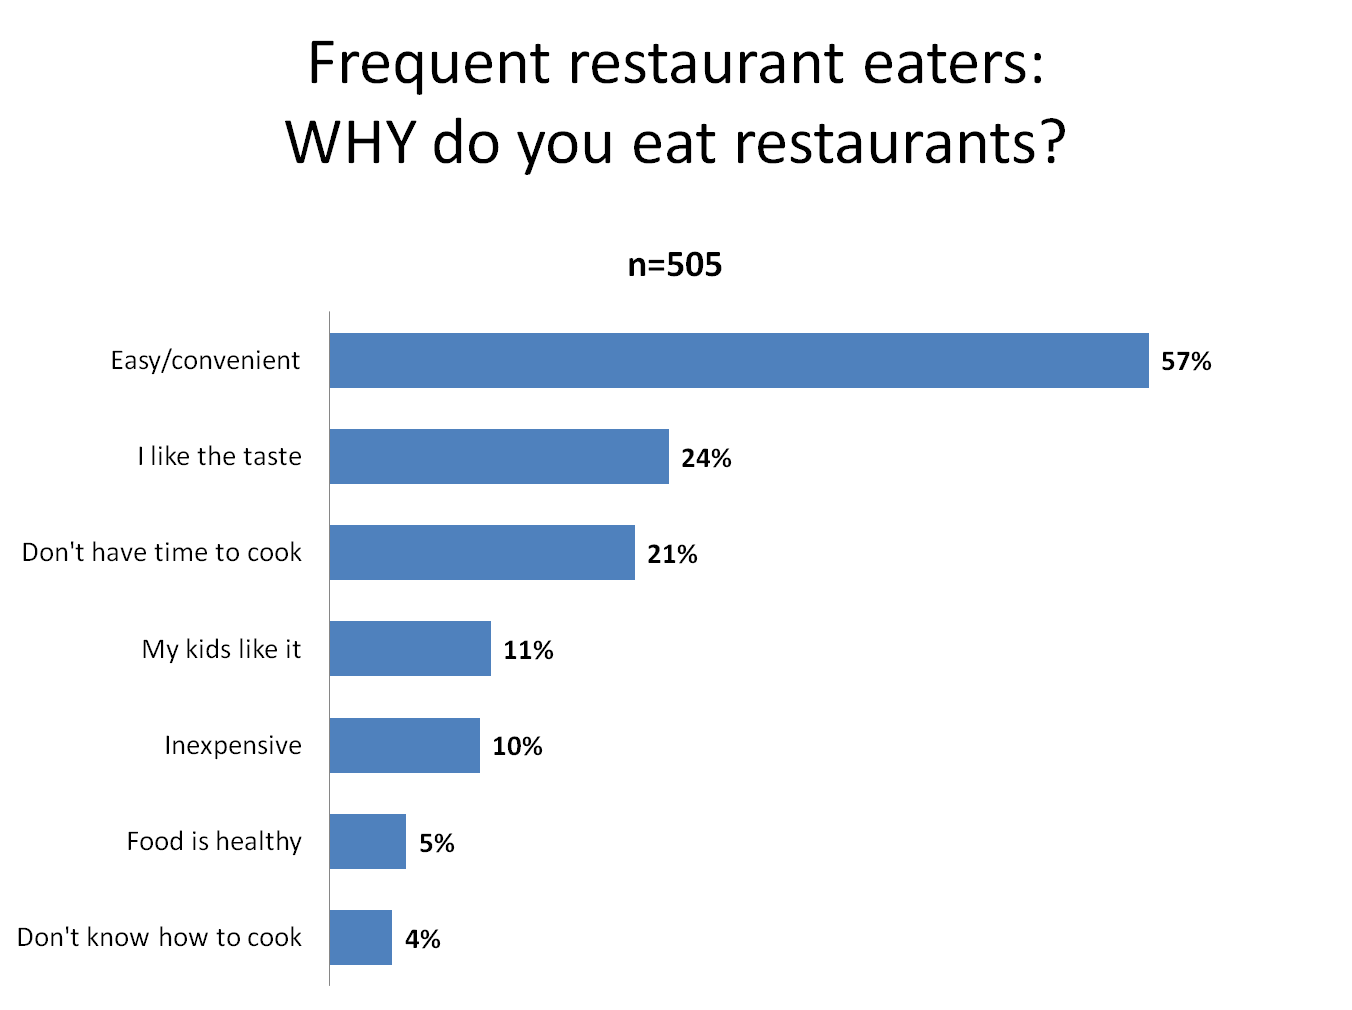 Frequent restaurant eaters:
WHY do you eat restaurants?
n=505
Easy/convenient 57%
I like the taste 24%
Don't have time to cook 21%
My kids like it 11%
Inexpensive 10%
Food is healthy 5%
Don't know how to cook 4%